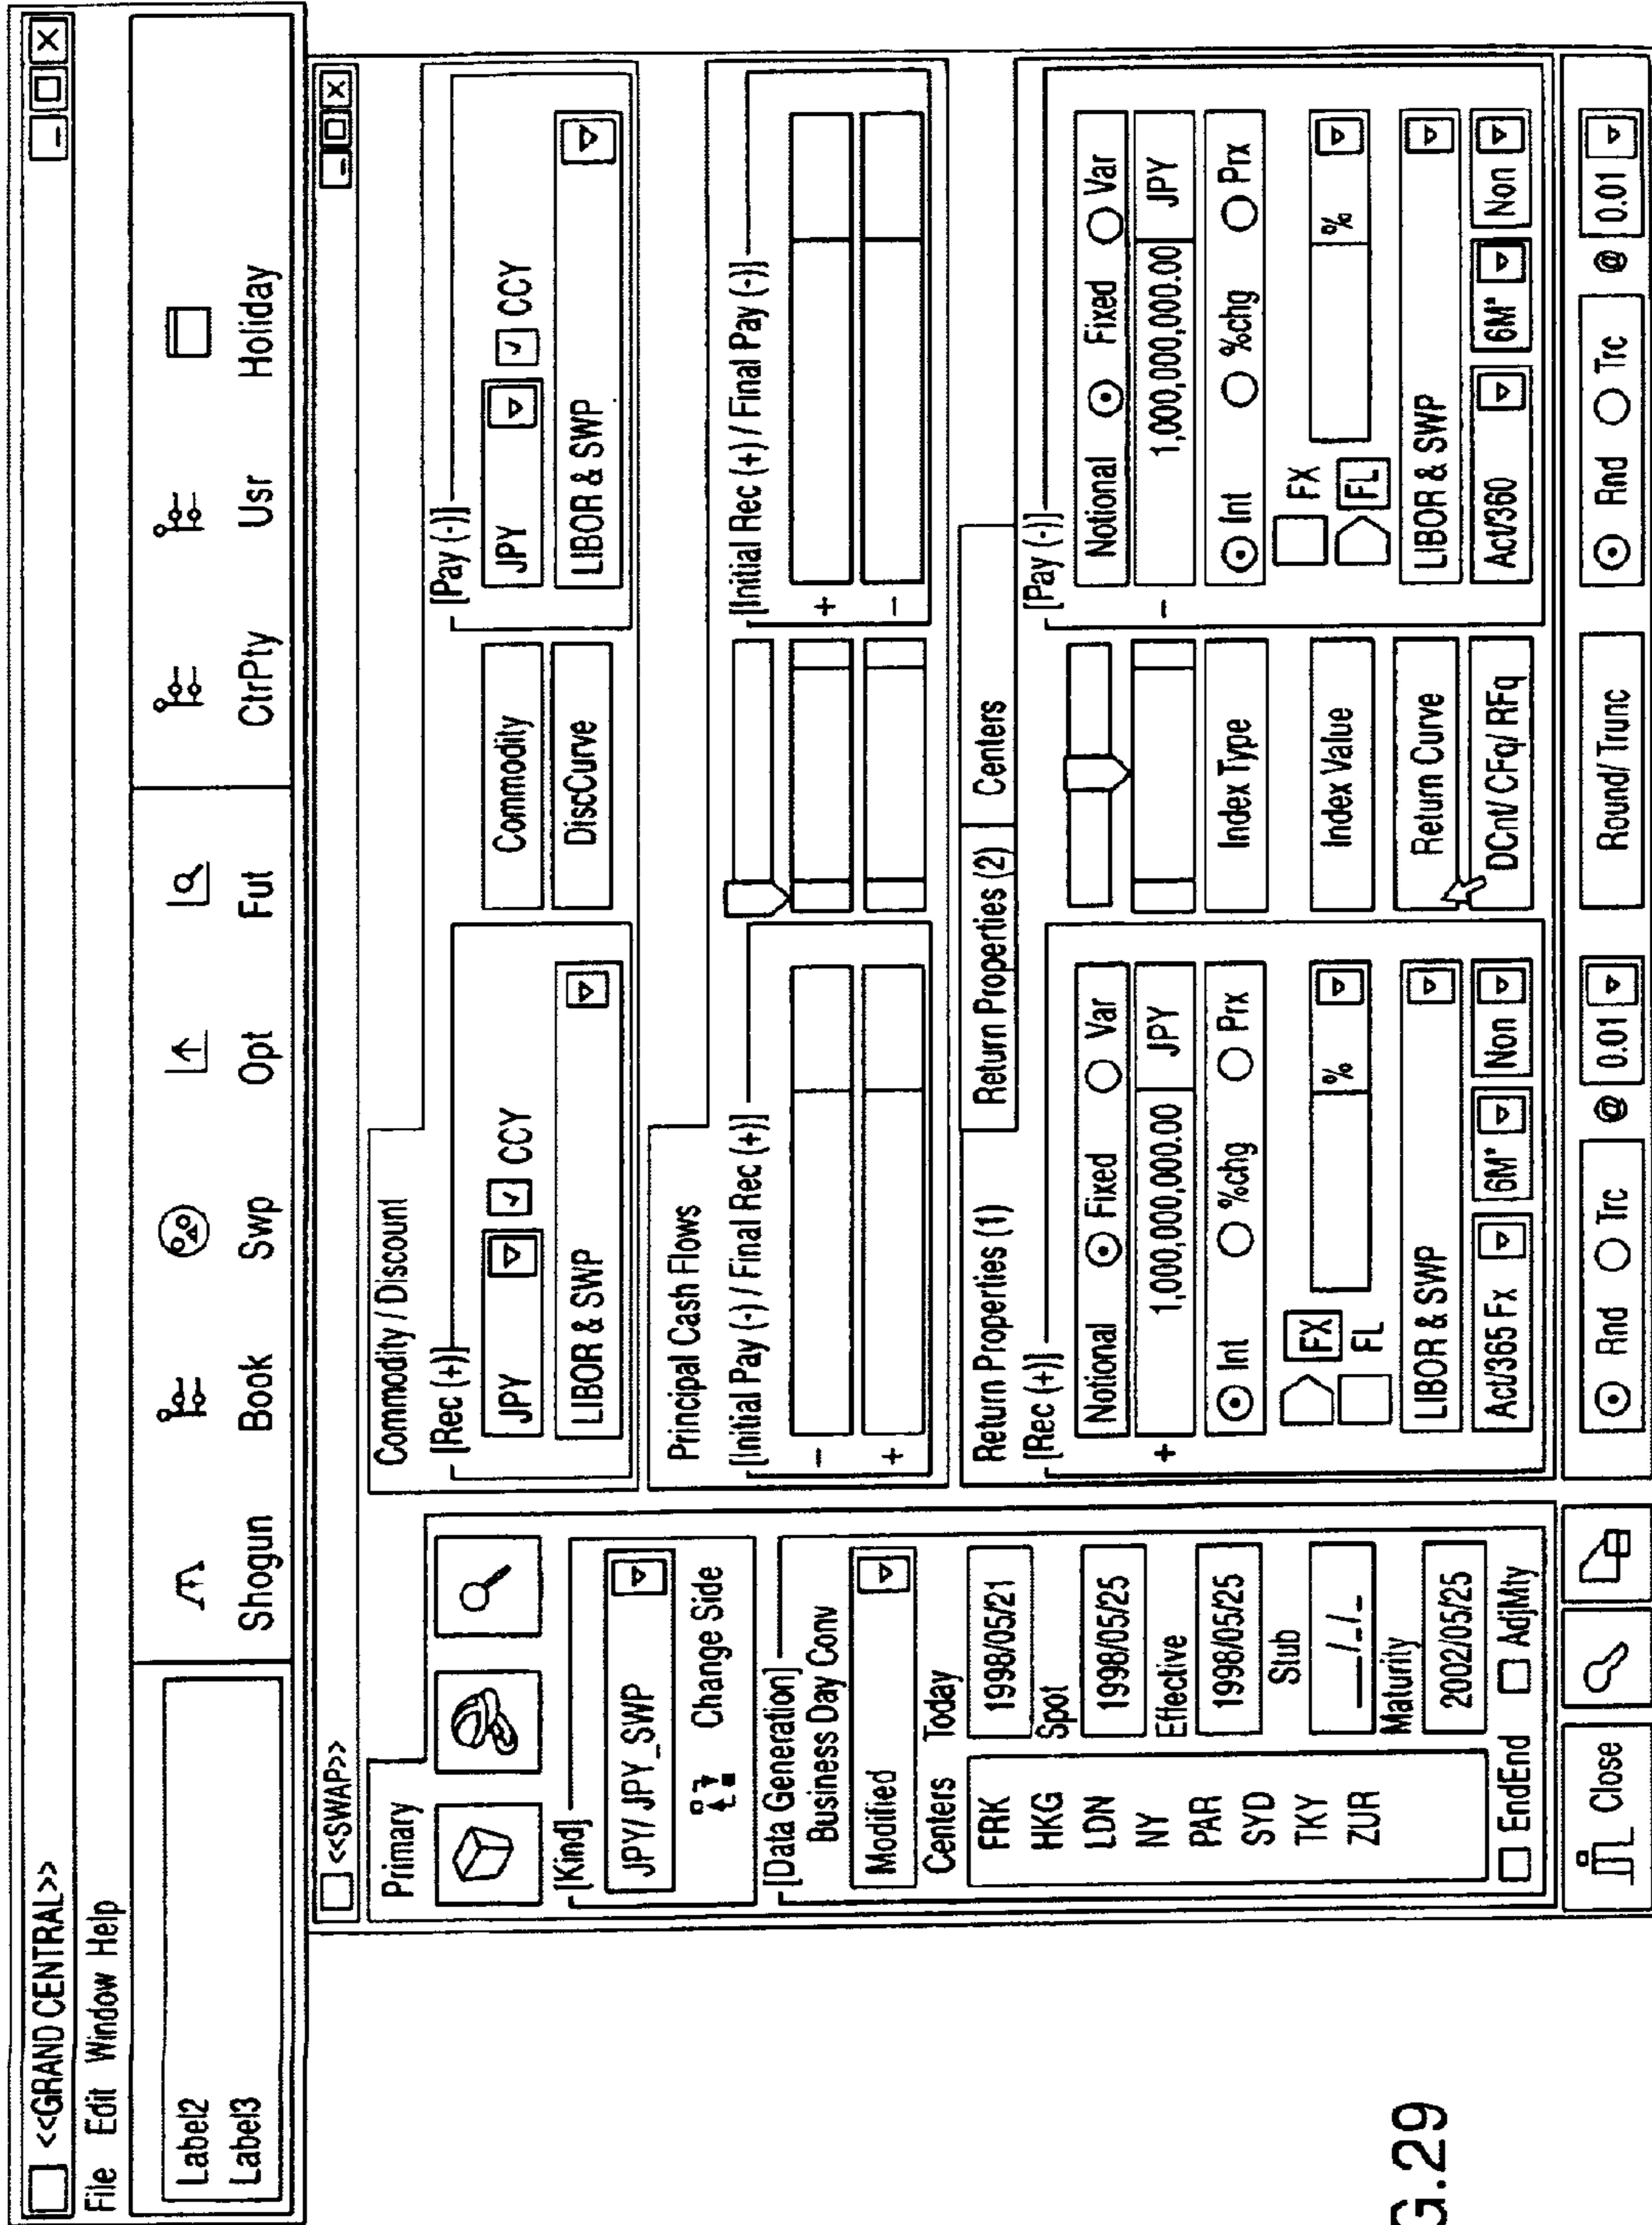 <<GRAND CENTRAL>>
File Edit Window Help
Label2
Label3
Shogun Book Swp Opt Fut CtrPty Usr Holiday
<<SWAP>>
Primary
[Kind]
JPY/ JPY_SWP
Change Side
[Data Generation]
Business Day Conv
Modified
Centers Today
FRK
HKG
LDN
NY
PAR
SYD
TKY
ZUR
1998/05/21
Spot
1998/05/25
Effective
1998/05/25
Stub
__/_/_
Maturity
2002/05/25
EndEnd AdjMty
Close
Commodity / Discount
[Rec (+)]
JPY CCY
LIBOR & SWP
Commodity
DiscCurve
[Pay (-)]
JPY CCY
LIBOR & SWP
Principal Cash Flows
[Initial Pay (-) / Final Rec (+)]
-
+
[Initial Rec (+) / Final Pay (-)]
+
-
Return Properties (1) Return Properties (2) Centers
[Rec (+)]
Notional Fixed Var
+ 1,000,000,000.00 JPY
Int %chg Prx
FX
FL
%
LIBOR & SWP
Act/365 Fx 6M* Non
Index Type
Index Value
Return Curve
DCnt/ CFq/ RFq
[Pay (-)]
Notional Fixed Var
- 1,000,000,000.00 JPY
Int %chg Prx
FX
FL
%
LIBOR & SWP
Act/360 6M* Non
Rnd Trc @ 0.01
Round/ Trunc
Rnd Trc @ 0.01
G.29